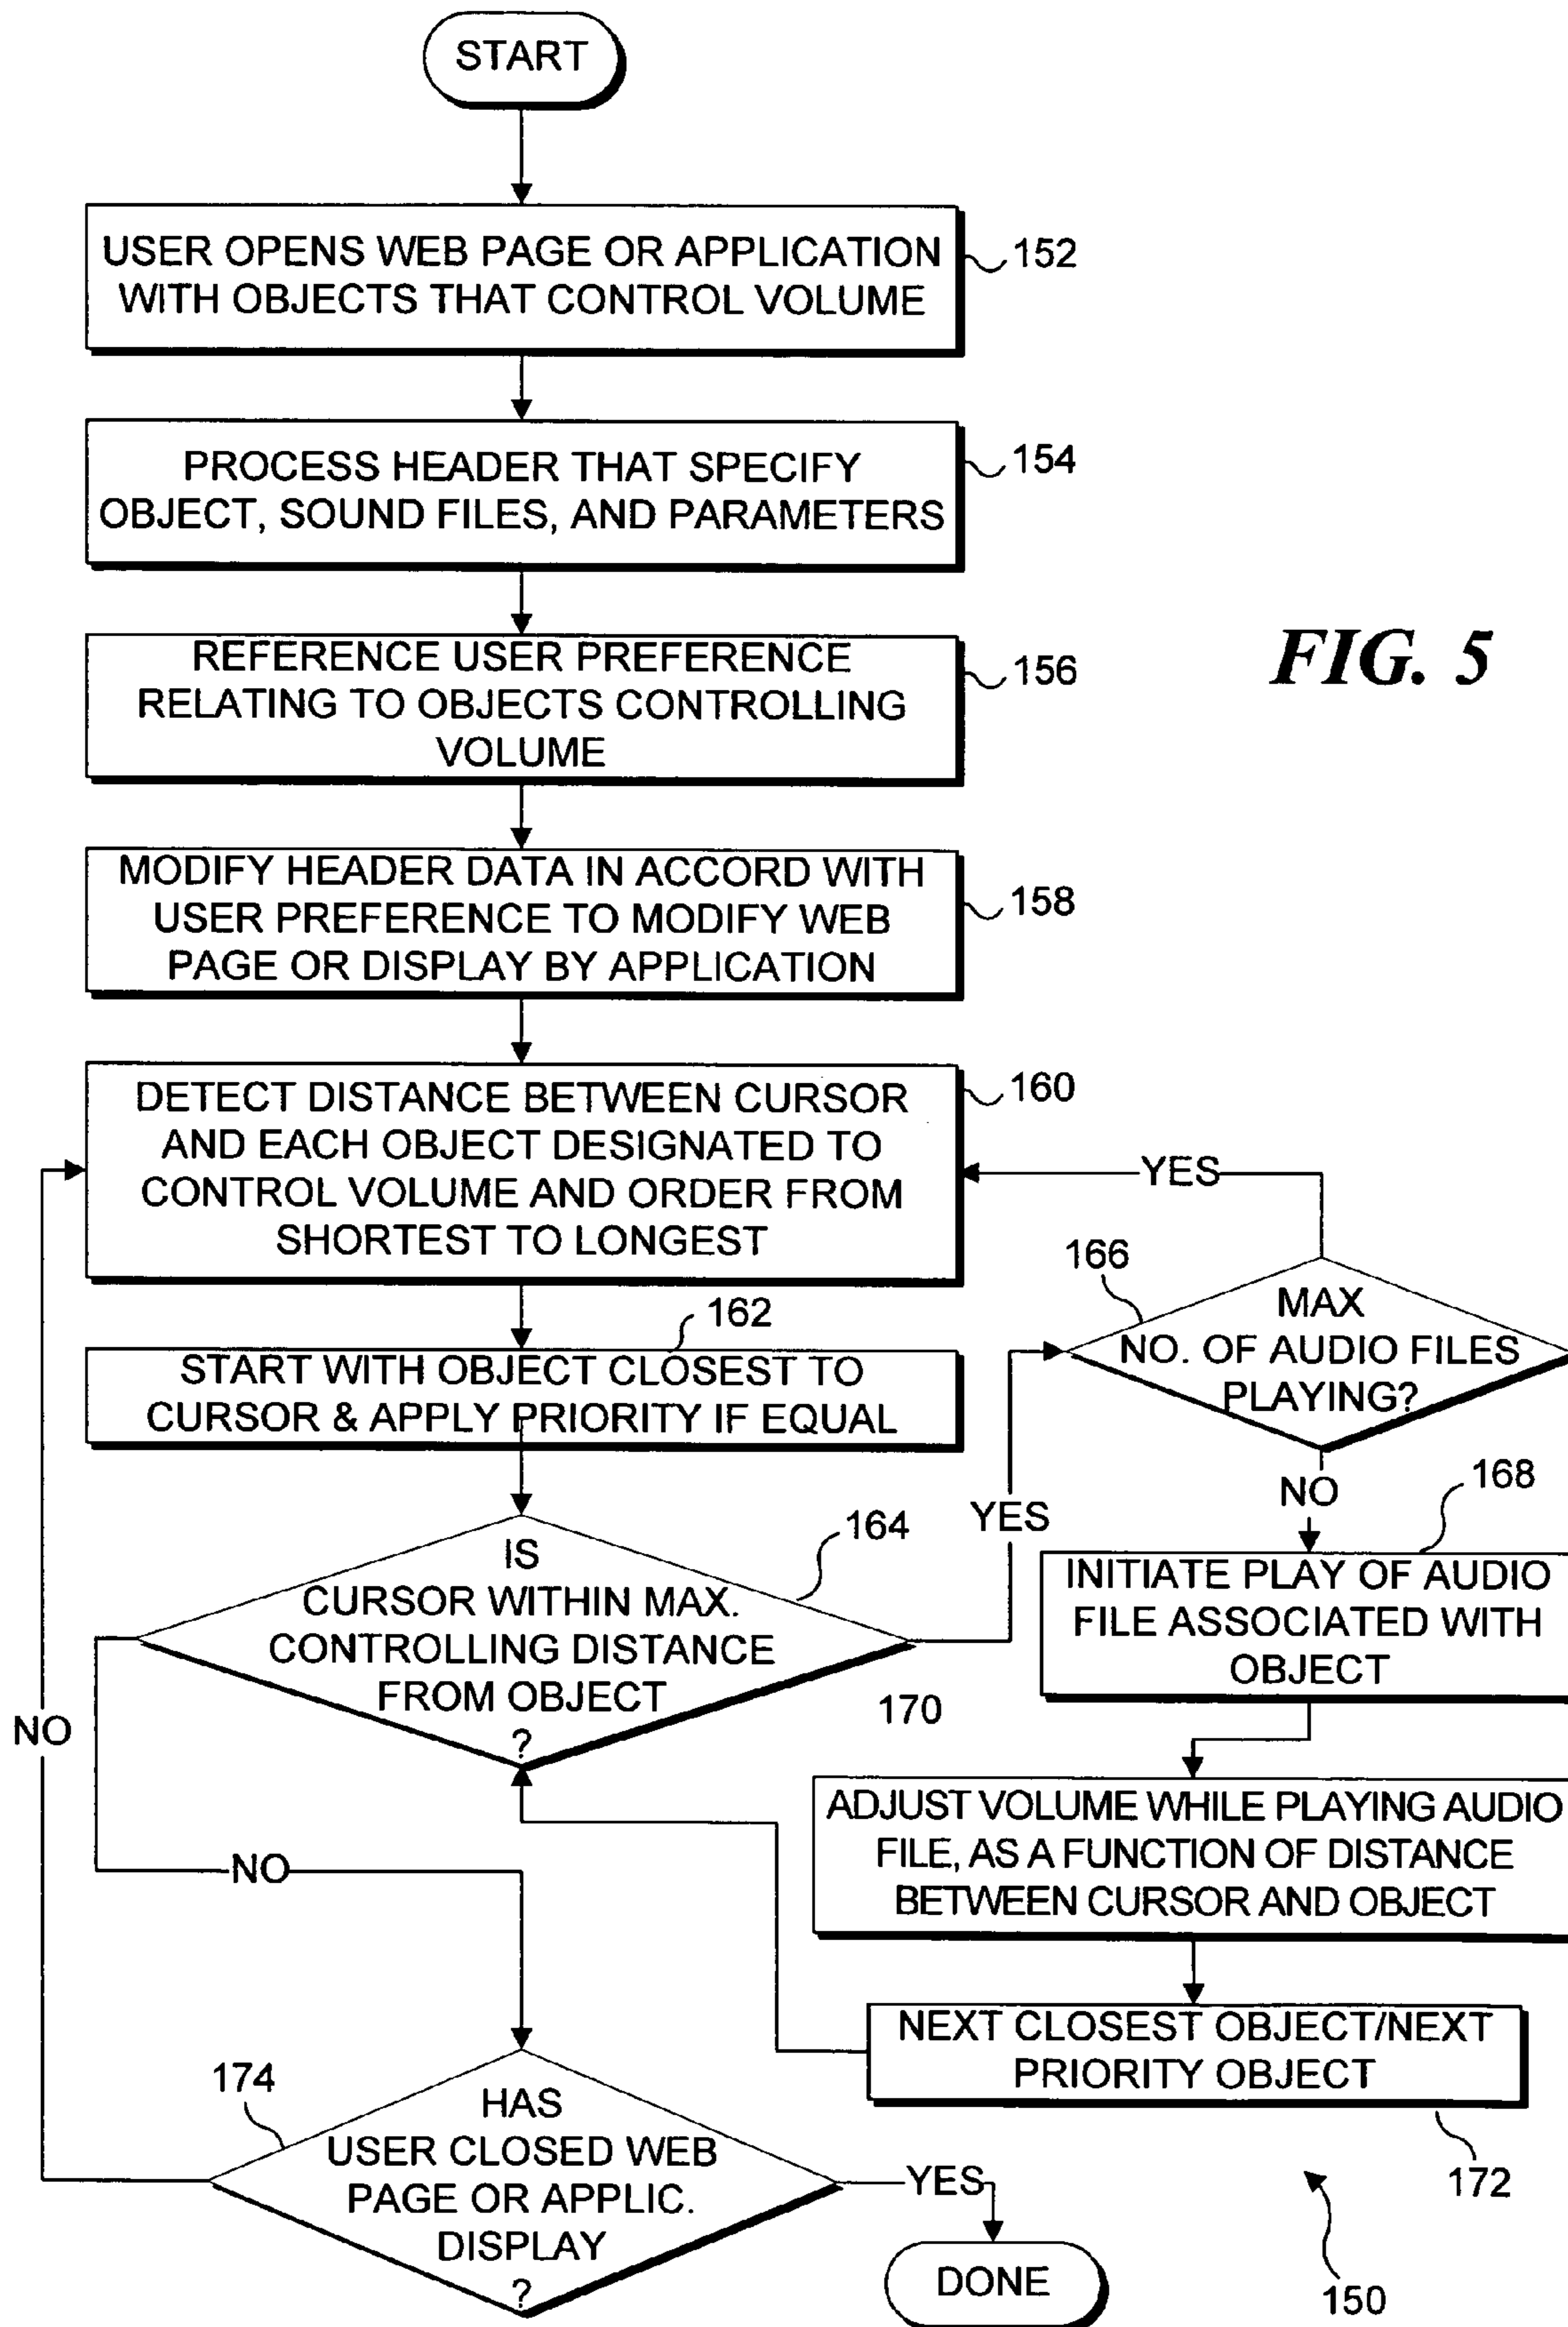 START
USER OPENS WEB PAGE OR APPLICATION
WITH OBJECTS THAT CONTROL VOLUME
152
PROCESS HEADER THAT SPECIFY
OBJECT, SOUND FILES, AND PARAMETERS
154
REFERENCE USER PREFERENCE
RELATING TO OBJECTS CONTROLLING
VOLUME
156
FIG. 5
MODIFY HEADER DATA IN ACCORD WITH
USER PREFERENCE TO MODIFY WEB
PAGE OR DISPLAY BY APPLICATION
158
DETECT DISTANCE BETWEEN CURSOR
AND EACH OBJECT DESIGNATED TO
CONTROL VOLUME AND ORDER FROM
SHORTEST TO LONGEST
160
YES
162
START WITH OBJECT CLOSEST TO
CURSOR & APPLY PRIORITY IF EQUAL
166
MAX
NO. OF AUDIO FILES
PLAYING?
NO
168
YES
IS
CURSOR WITHIN MAX.
CONTROLLING DISTANCE
FROM OBJECT
?
164
INITIATE PLAY OF AUDIO
FILE ASSOCIATED WITH
OBJECT
170
NO
ADJUST VOLUME WHILE PLAYING AUDIO
FILE, AS A FUNCTION OF DISTANCE
BETWEEN CURSOR AND OBJECT
NO
NEXT CLOSEST OBJECT/NEXT
PRIORITY OBJECT
172
174
HAS
USER CLOSED WEB
PAGE OR APPLIC.
DISPLAY
?
YES
DONE
150